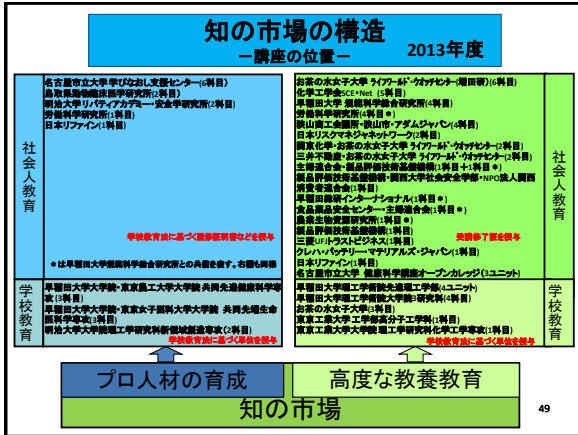 知の市場の構造
－講座の位置－
2013年度
社会人教育
名古屋市立大学 学びなおし支援センター(6科目)
鳥取県動物臨床医学研究所(2科目)
明治大学リバティアカデミー・安全学研究所(2科目)
労働科学研究所(1科目)
日本リファイン(1科目)
学校教育法に基づく履修証明書などを授与
＊は早稲田大学規範科学総合研究所との共催を表す。右欄も同様
お茶の水女子大学 ライフワールド・ウオッチセンター(増田研)(6科目)
化学工学会SCE・Net (5科目)
早稲田大学 規範科学総合研究所(4科目)
労働科学研究所(4科目＊)
狭山商工会議所・狭山市・アダムジャパン(4科目)
日本リスクマネジャネットワーク(2科目)
関東化学・お茶の水女子大学 ライフワールド・ウオッチセンター(2科目)
三井不動産・お茶の水女子大学 ライフワールド・ウオッチセンター(2科目)
主婦連合会・製品評価技術基盤機構(1科目＋1科目＊)
製品評価技術基盤機構・関西大学社会安全学部・NPO法人関西
消費者連合会(1科目)
早稲田総研インターナショナル(1科目＊)
食品薬品安全センター・主婦連合会(1科目＊)
農業生物資源研究所(1科目＊)
製品評価技術基盤機構(1科目)
三菱UFJトラストビジネス(1科目)
クレハ・バッテリー・マテリアルズ・ジャパン(1科目)
日本リファイン(1科目)
名古屋市立大学 健康科学講座オープンカレッジ(3ユニット)
受講修了証を授与
社会人教育
学校教育
早稲田大学大学院・東京農工大学大学院 共同先進健康科学専
攻(3科目)
早稲田大学大学院・東京女子医科大学大学院 共同先端生命
医科学専攻(3科目)
明治大学大学院理工学研究科新領域創造専攻(2科目)
学校教育法に基づく単位を授与
早稲田大学理工学術院先進理工学部(4ユニット)
早稲田大学理工学術院大学院3研究科(4科目)
お茶の水女子大学(3科目)
東京工業大学 工学部高分子工学科(1科目)
東京工業大学大学院 理工学研究科化学工学専攻(1科目)
学校教育法に基づく単位を授与
学校教育
プロ人材の育成
高度な教養教育
知の市場
49